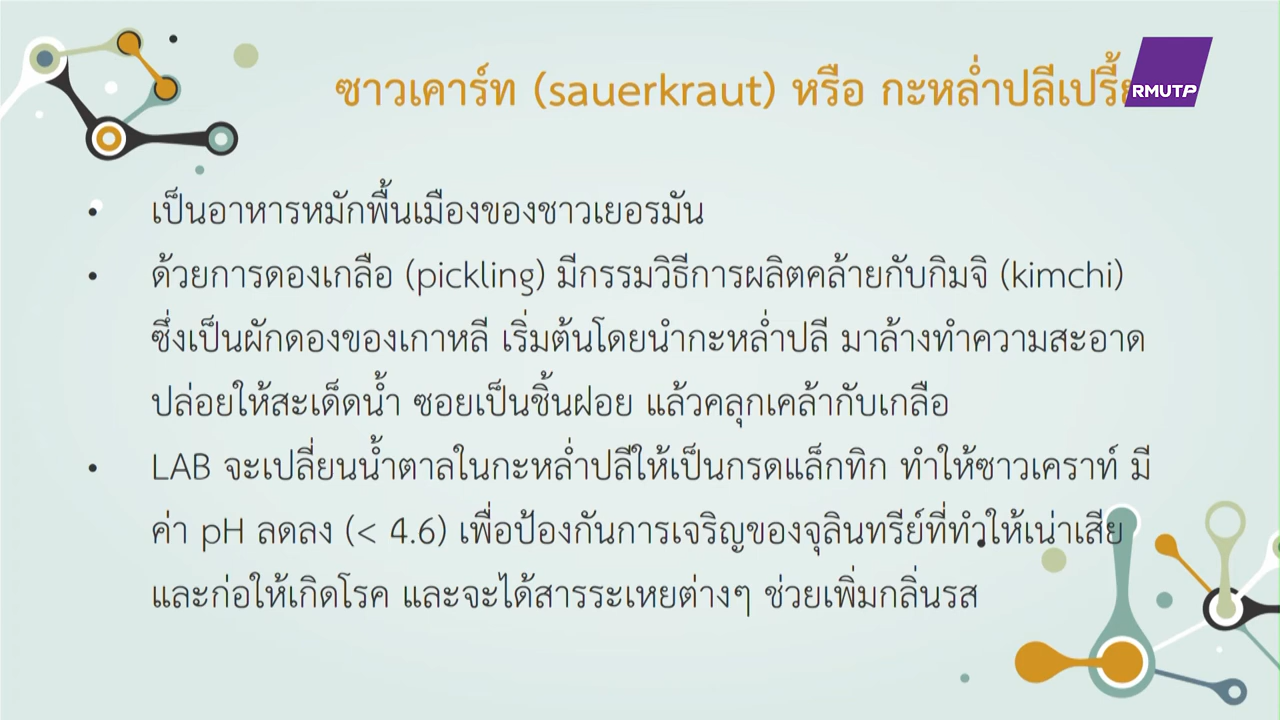 ซาวเคาร์ท (sauerkraut) หรือ กะหล่ำปลีเปรี้
RMUTP
• เป็นอาหารหมักพื้นเมืองของชาวเยอรมัน
• ด้วยการดองเกลือ (pickling) มีกรรมวิธีการผลิตคล้ายกับกิมจิ (kimchi)
ซึ่งเป็นผักดองของเกาหลี เริ่มต้นโดยนำกะหล่ำปลี มาล้างทำความสะอาด
ปล่อยให้สะเด็ดน้ำ ซอยเป็นชิ้นฝอย แล้วคลุกเคล้ากับเกลือ
• LAB จะเปลี่ยนน้ำตาลในกะหล่ำปลีให้เป็นกรดแล็กทิก ทำให้ซาวเคราท์ มี
ค่า pH ลดลง (< 4.6) เพื่อป้องกันการเจริญของจุลินทรีย์ที่ทำให้เน่าเสีย
และก่อให้เกิดโรค และจะได้สารระเหยต่างๆ ช่วยเพิ่มกลิ่นรส